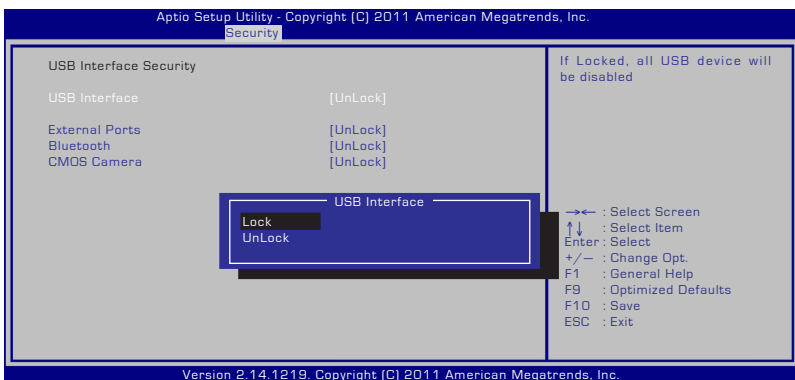 Aptio Setup Utility - Copyright (C) 2011 American Megatrends, Inc.
Security
USB Interface Security
USB Interface [UnLock]
External Ports [UnLock]
Bluetooth [UnLock]
CMOS Camera [UnLock]
USB Interface
Lock
UnLock
If Locked, all USB device will
be disabled
→← : Select Screen
↑↓ : Select Item
Enter : Select
+/— : Change Opt.
F1 : General Help
F9 : Optimized Defaults
F10 : Save
ESC : Exit
Version 2.14.1219. Copyright (C) 2011 American Megatrends, Inc.